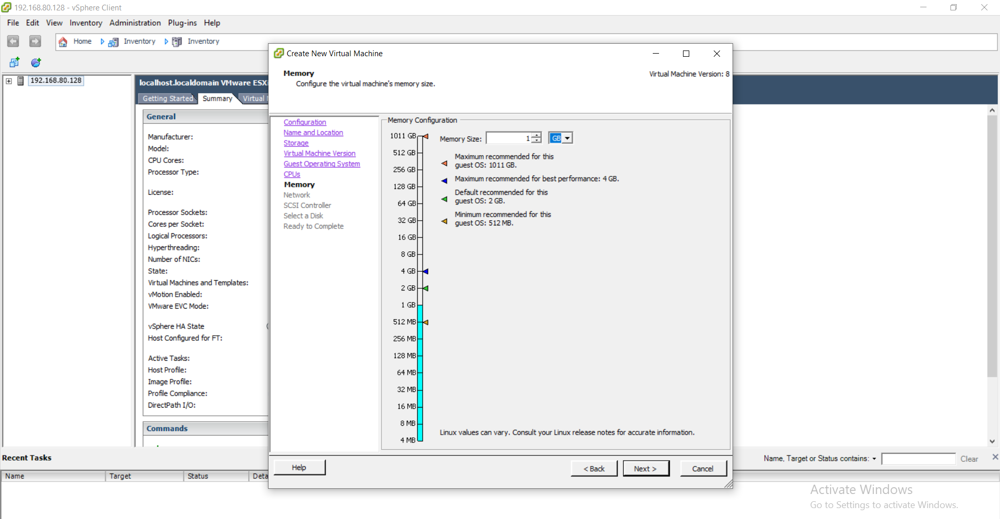 192.168.80.128 - vSphere Client
File Edit View Inventory Administration Plug-ins Help
Home Inventory Inventory
192.168.80.128
localhost.localdomain VMware ESX
Getting Started Summary Virtual
General
Manufacturer:
Model:
CPU Cores:
Processor Type:
License:
Processor Sockets:
Cores per Socket:
Logical Processors:
Hyperthreading:
Number of NICs:
State:
Virtual Machines and Templates:
vMotion Enabled:
VMware EVC Mode:
vSphere HA State
Host Configured for FT:
Active Tasks:
Host Profile:
Image Profile:
Profile Compliance:
DirectPath I/O:
Commands
Create New Virtual Machine
Memory
Configure the virtual machine's memory size.
Virtual Machine Version: 8
Configuration
Name and Location
Storage
Virtual Machine Version
Guest Operating System
CPUs
Memory
Network
SCSI Controller
Select a Disk
Ready to Complete
Memory Configuration
1011 GB
512 GB
256 GB
128 GB
64 GB
32 GB
16 GB
8 GB
4 GB
2 GB
1 GB
512 MB
256 MB
128 MB
64 MB
32 MB
16 MB
8 MB
4 MB
Memory Size: 1 GB
Maximum recommended for this
guest OS: 1011 GB.
Maximum recommended for best performance: 4 GB.
Default recommended for this
guest OS: 2 GB.
Minimum recommended for this
guest OS: 512 MB.
Linux values can vary. Consult your Linux release notes for accurate information.
Help < Back Next > Cancel
Recent Tasks
Name, Target or Status contains: Clear
Name Target Status Deta
Activate Windows
Go to Settings to activate Windows.